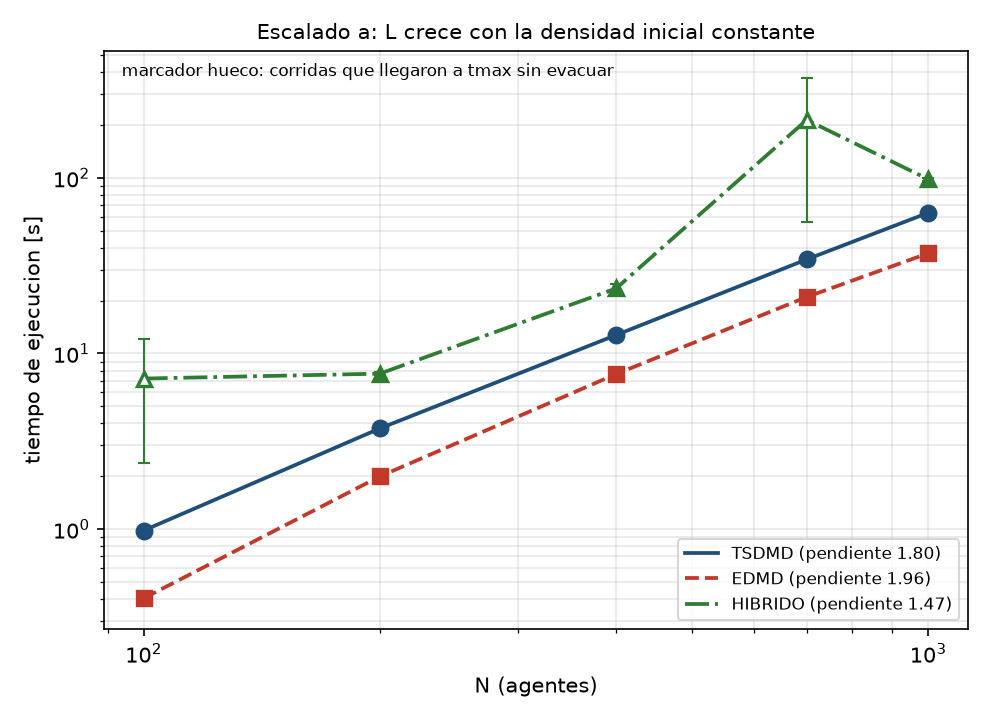 Escalado a: L crece con la densidad inicial constante
marcador hueco: corridas que llegaron a tmax sin evacuar
tiempo de ejecucion [s]
10²
10¹
10⁰
TSDMD (pendiente 1.80)
EDMD (pendiente 1.96)
HIBRIDO (pendiente 1.47)
10² 10³
N (agentes)